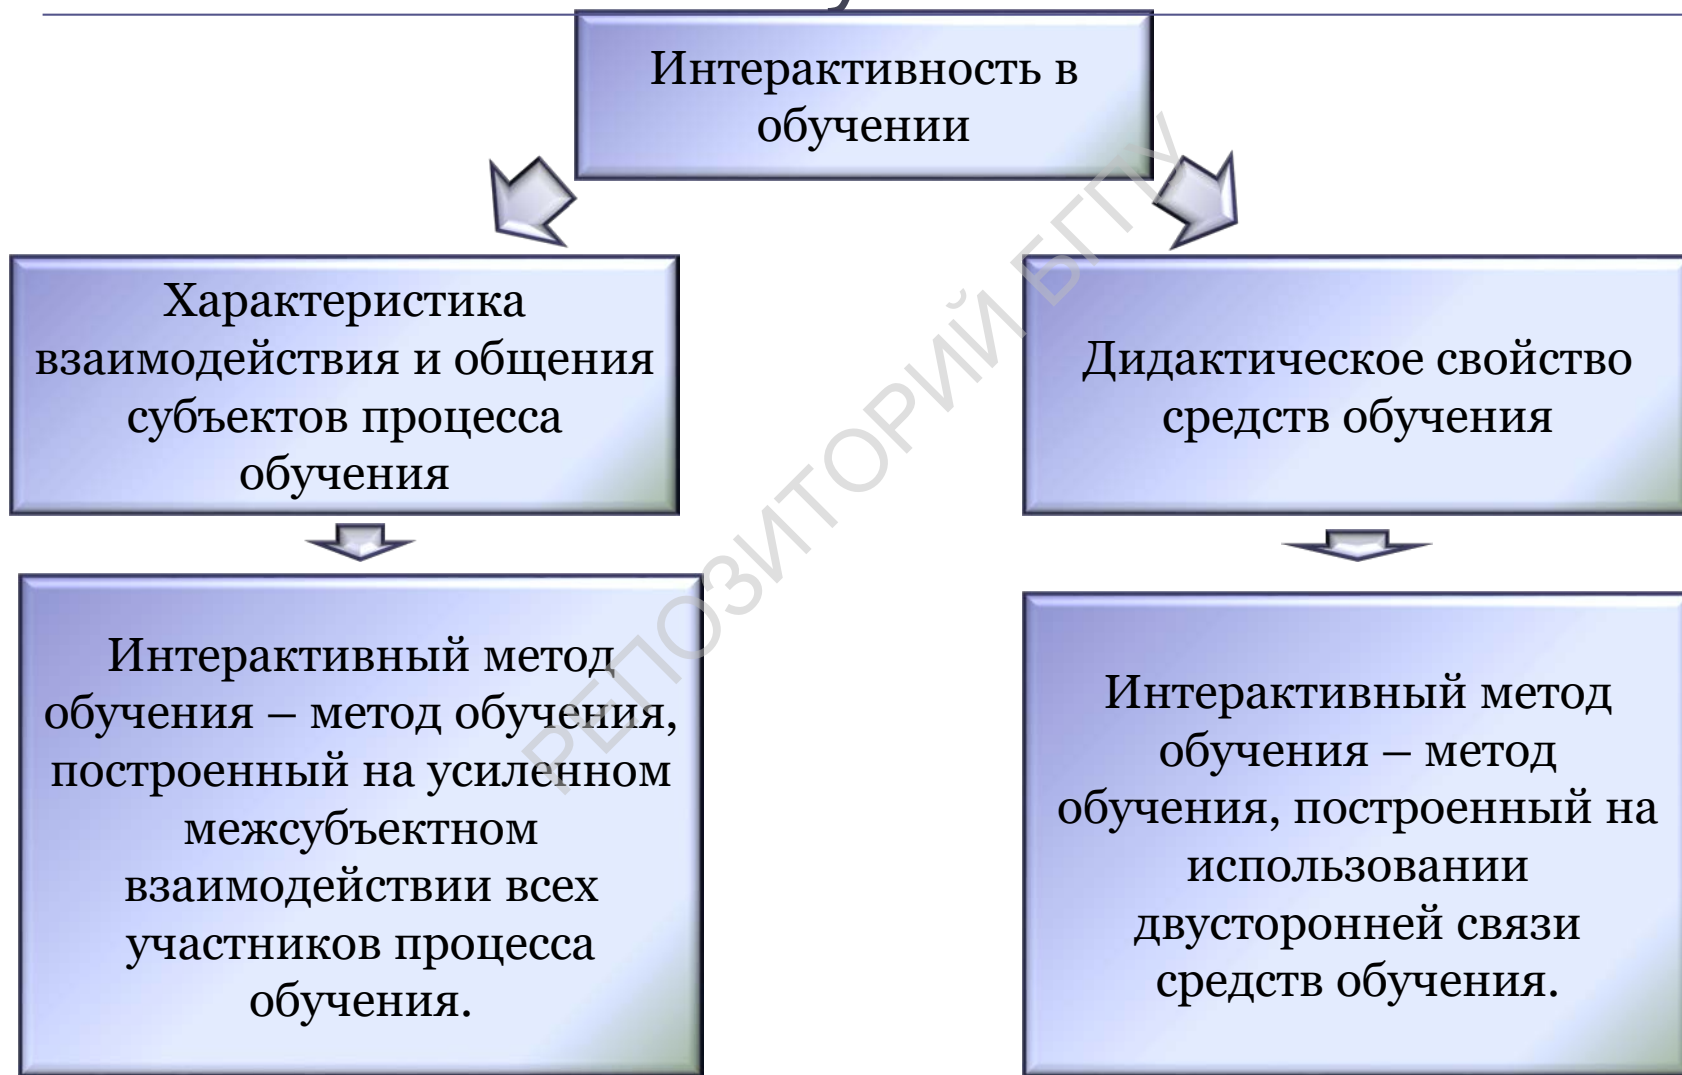 Интерактивность в
обучении
Характеристика
взаимодействия и общения
субъектов процесса
обучения
Дидактическое свойство
средств обучения
Интерактивный метод
обучения – метод обучения,
построенный на усиленном
межсубъектном
взаимодействии всех
участников процесса
обучения.
Интерактивный метод
обучения – метод
обучения, построенный на
использовании
двусторонней связи
средств обучения.
РЕПОЗИТОРИЙ БГПУ